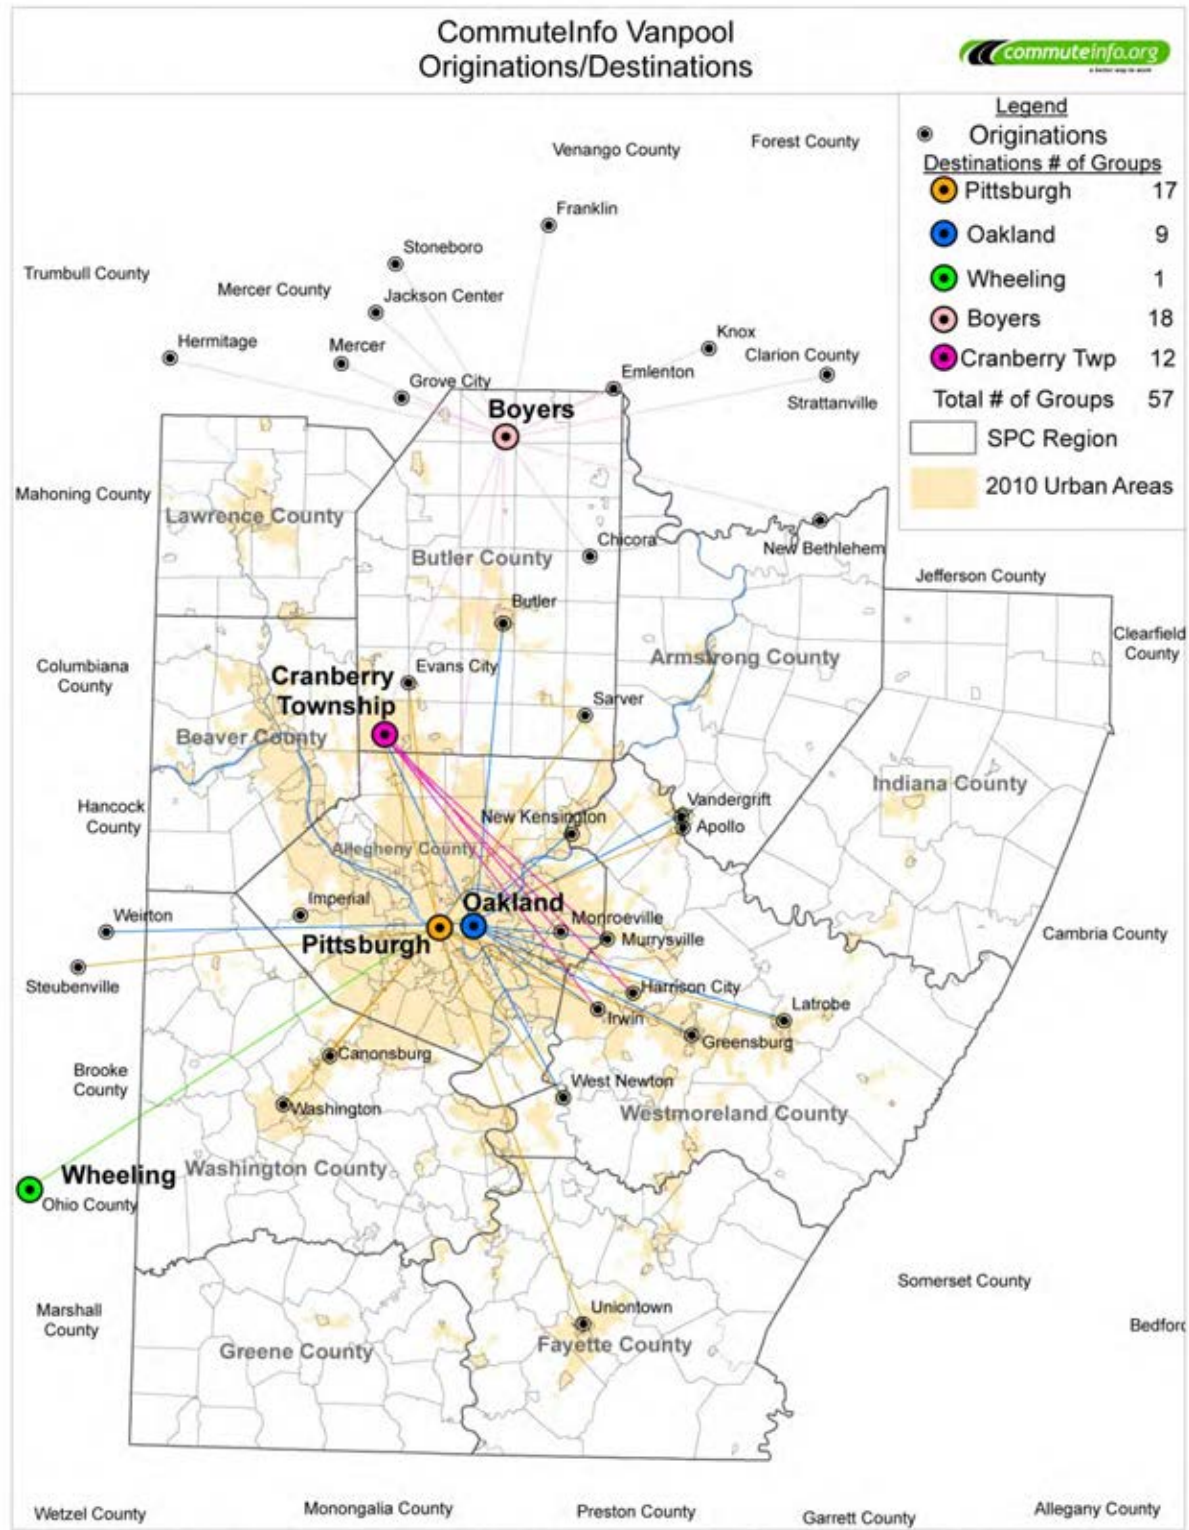 CommuteInfo Vanpool
Originations/Destinations
commuteinfo.org
a better way to work
Legend
Originations
Destinations # of Groups
Pittsburgh 17
Oakland 9
Wheeling 1
Boyers 18
Cranberry Twp 12
Total # of Groups 57
SPC Region
2010 Urban Areas
Venango County
Forest County
Franklin
Stoneboro
Trumbull County
Mercer County
Jackson Center
Hermitage
Mercer
Knox
Clarion County
Emlenton
Grove City
Strattanville
Boyers
Mahoning County
Lawrence County
Butler County
Chicora
New Bethlehem
Jefferson County
Butler
Clearfield
County
Columbiana
County
Evans City
Armstrong County
Cranberry
Township
Sarver
Beaver County
Indiana County
Hancock
County
New Kensington
Vandergrift
Apollo
Allegheny County
Imperial
Oakland
Weirton
Monroeville
Pittsburgh
Murrysville
Cambria County
Steubenville
Harrison City
Latrobe
Irwin
Greensburg
Canonsburg
Brooke
County
West Newton
Washington
Westmoreland County
Wheeling
Washington County
Ohio County
Somerset County
Marshall
County
Uniontown
Bedford
Greene County
Fayette County
Wetzel County
Monongalia County
Preston County
Garrett County
Allegany County